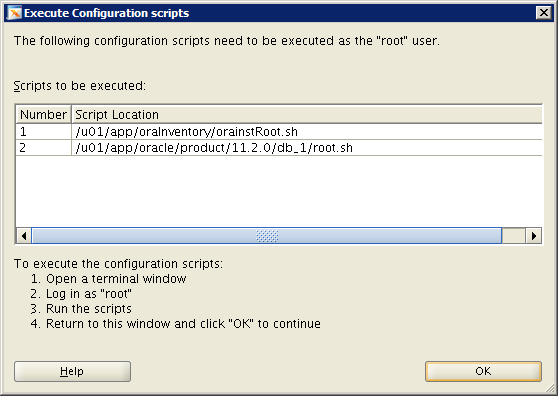 Execute Configuration scripts
The following configuration scripts need to be executed as the "root" user.
Scripts to be executed:
Number Script Location
1 /u01/app/oraInventory/orainstRoot.sh
2 /u01/app/oracle/product/11.2.0/db_1/root.sh
To execute the configuration scripts:
1. Open a terminal window
2. Log in as "root"
3. Run the scripts
4. Return to this window and click "OK" to continue
Help OK